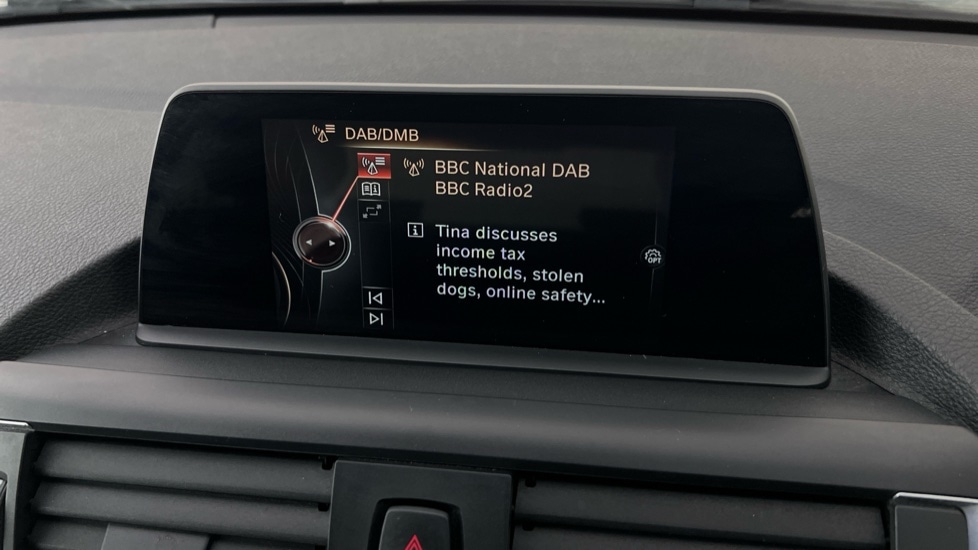 DAB/DMB
BBC National DAB
BBC Radio2
Tina discusses
income tax
thresholds, stolen
dogs, online safety...
OPT